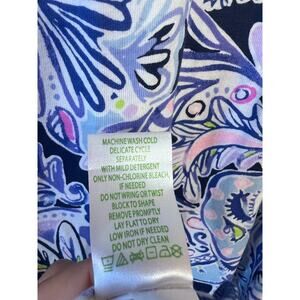 MACHINE WASH COLD
DELICATE CYCLE
SEPARATELY
WITH MILD DETERGENT
ONLY NON-CHLORINE BLEACH,
IF NEEDED
DO NOT WRING OR TWIST
BLOCK TO SHAPE
REMOVE PROMPTLY
LAY FLAT TO DRY
LOW IRON IF NEEDED
DO NOT DRY CLEAN